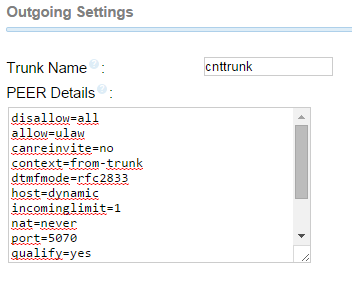 Outgoing Settings
Trunk Name?: cnttrunk
PEER Details?:
disallow=all
allow=ulaw
canreinvite=no
context=from-trunk
dtmfmode=rfc2833
host=dynamic
incominglimit=1
nat=never
port=5070
qualify=yes